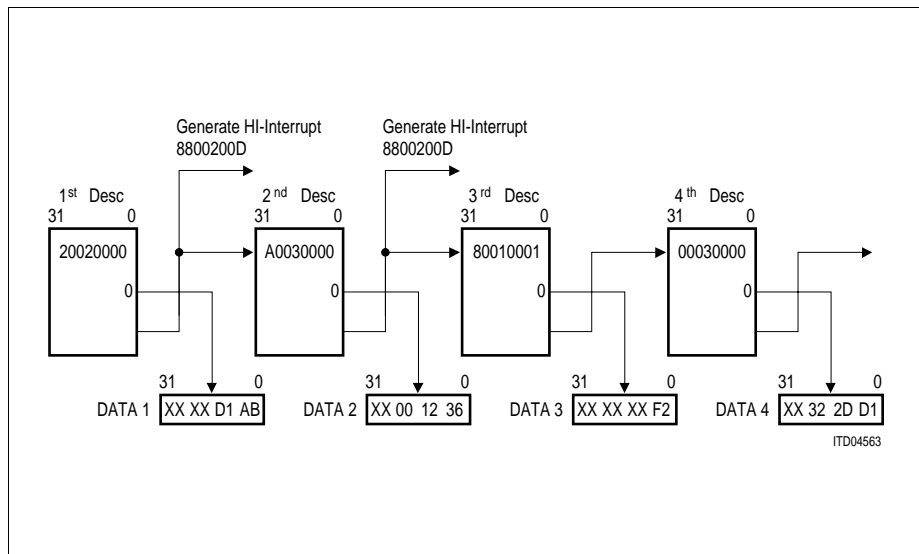 Generate HI-Interrupt Generate HI-Interrupt
8800200D 8800200D
1st Desc 2nd Desc 3rd Desc 4th Desc
31 0 31 0 31 0 31 0
20020000 A0030000 80010001 00030000
0 0 0 0
31 0 31 0 31 0 31 0
DATA 1 XX XX D1 AB DATA 2 XX 00 12 36 DATA 3 XX XX XX F2 DATA 4 XX 32 2D D1
ITD04563